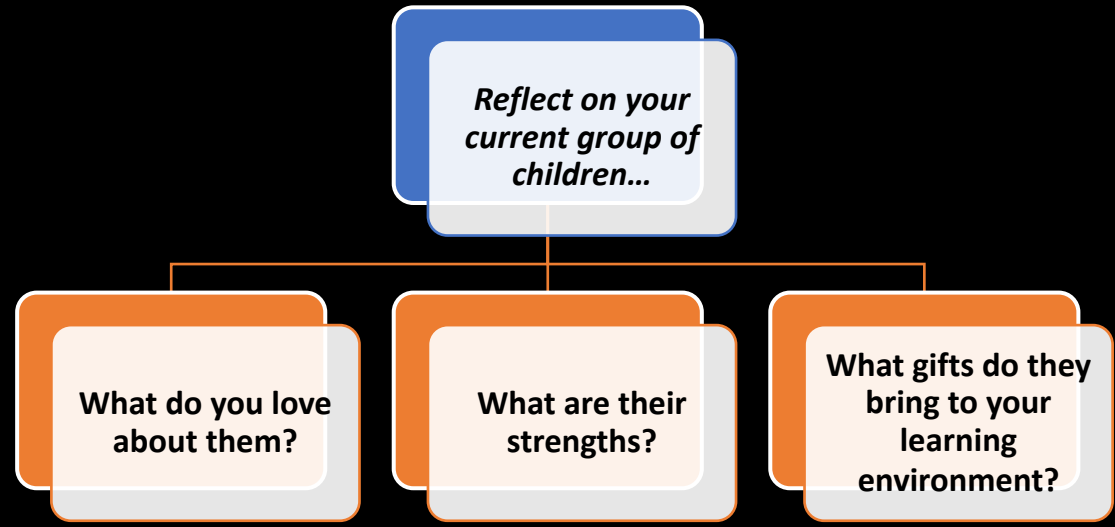 Reflect on your
current group of
children…
What do you love
about them?
What are their
strengths?
What gifts do they
bring to your
learning
environment?